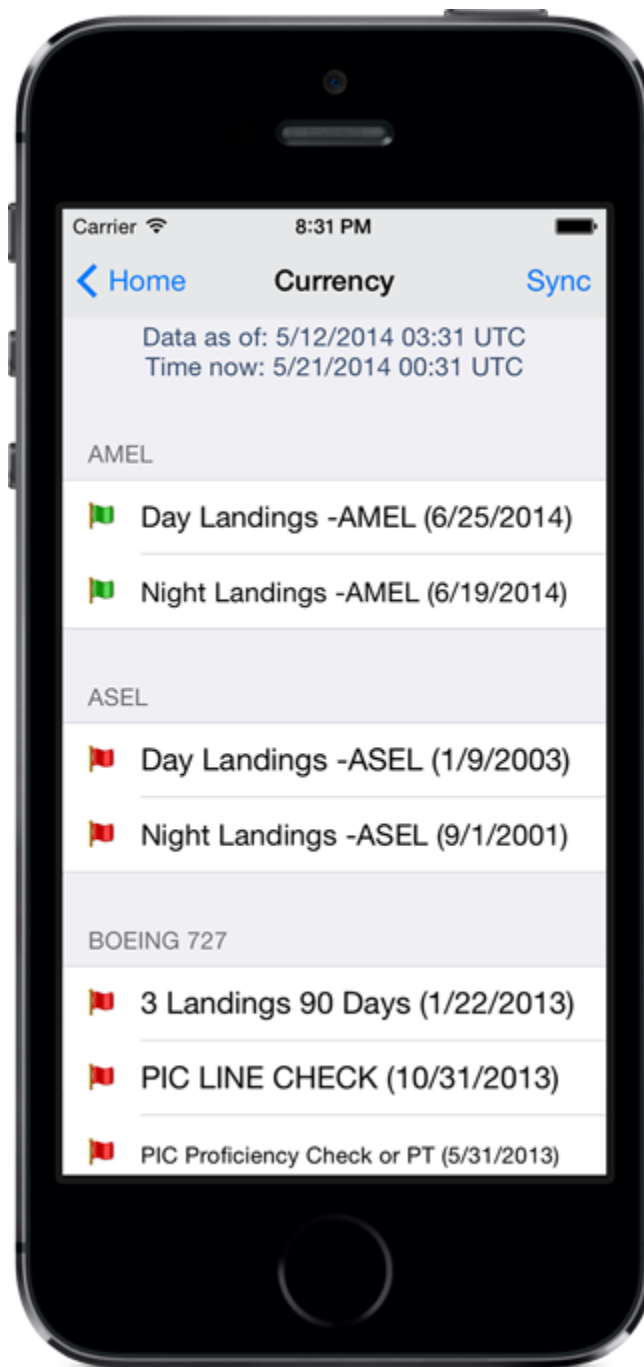 Carrier 8:31 PM
Home Currency Sync
Data as of: 5/12/2014 03:31 UTC
Time now: 5/21/2014 00:31 UTC
AMEL
Day Landings -AMEL (6/25/2014)
Night Landings -AMEL (6/19/2014)
ASEL
Day Landings -ASEL (1/9/2003)
Night Landings -ASEL (9/1/2001)
BOEING 727
3 Landings 90 Days (1/22/2013)
PIC LINE CHECK (10/31/2013)
PIC Proficiency Check or PT (5/31/2013)